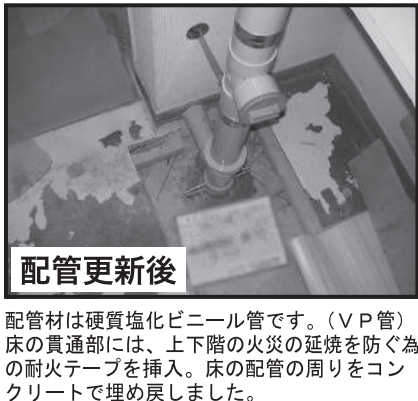 配管更新後
配管材は硬質塩化ビニール管です。（ＶＰ管）
床の貫通部には、上下階の火災の延焼を防ぐ為
の耐火テープを挿入。床の配管の周りをコン
クリートで埋め戻しました。